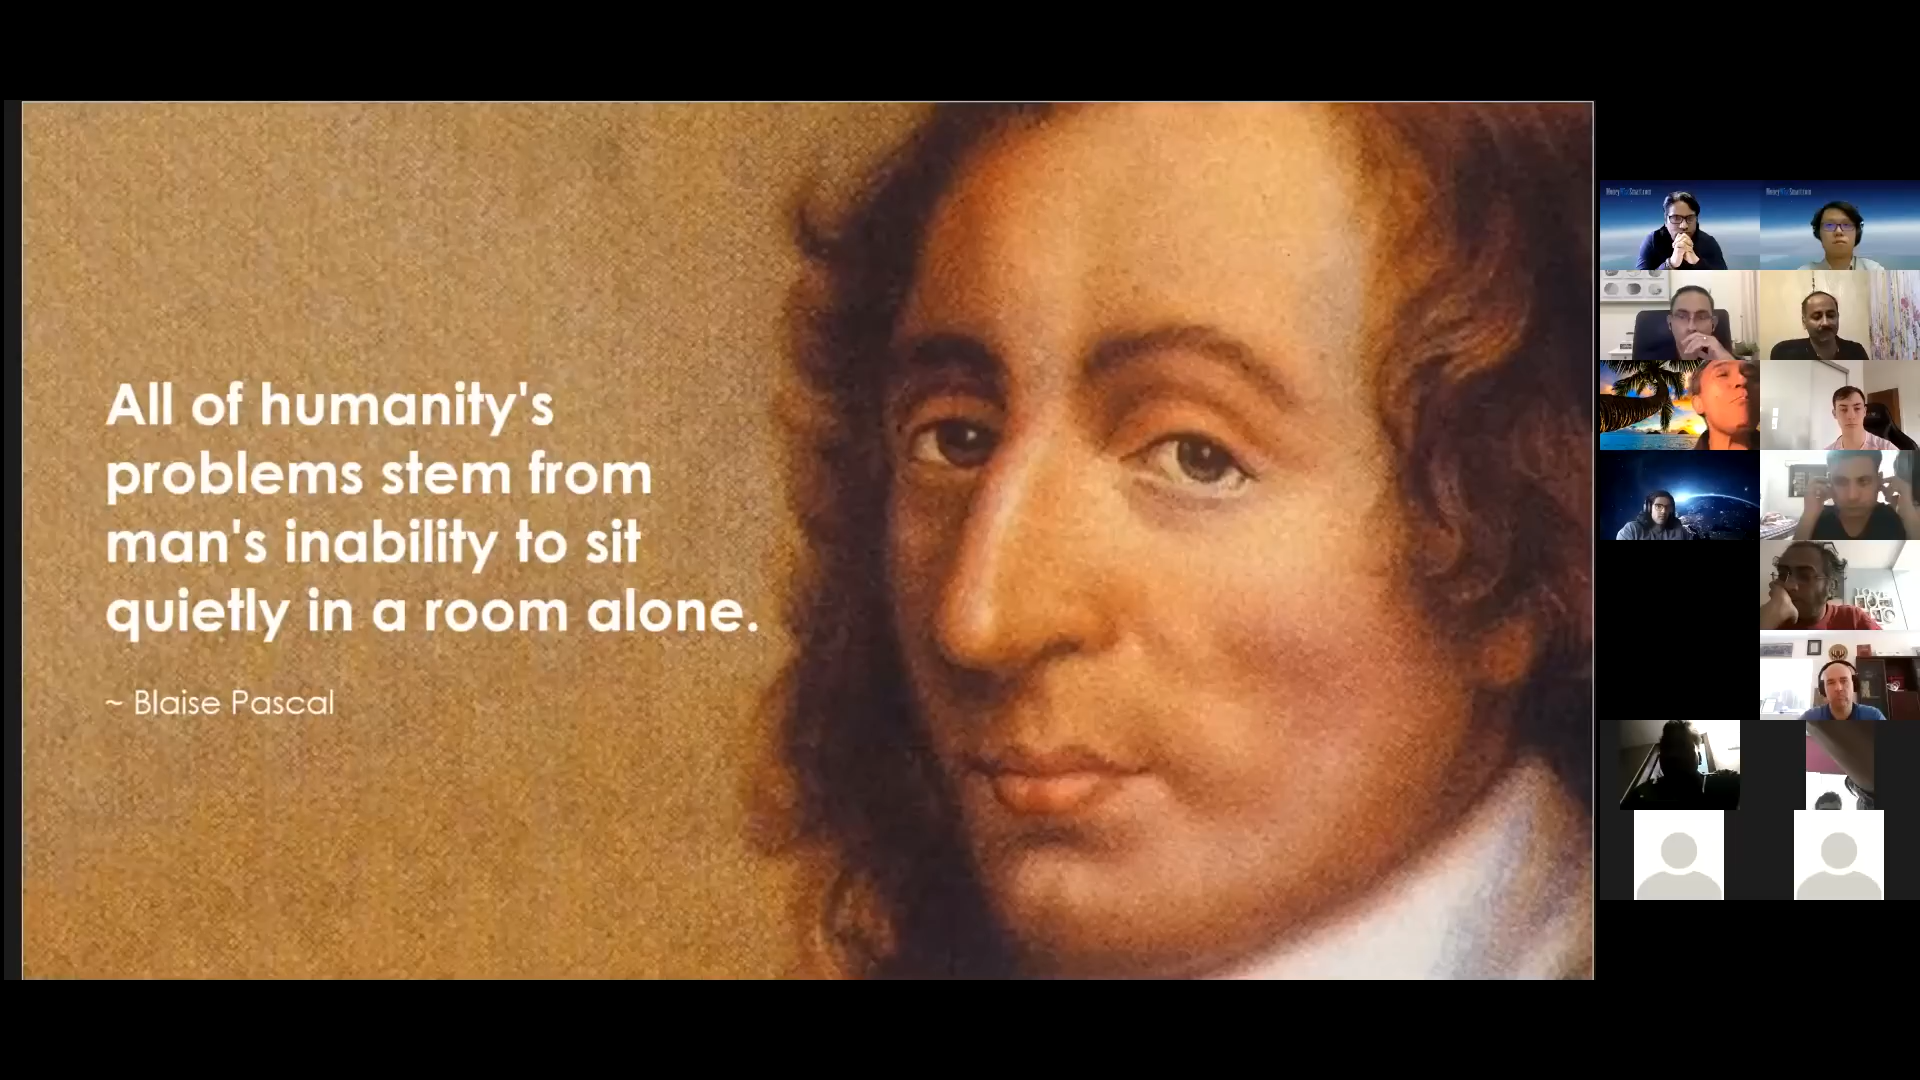 All of humanity's
problems stem from
man's inability to sit
quietly in a room alone.
~ Blaise Pascal